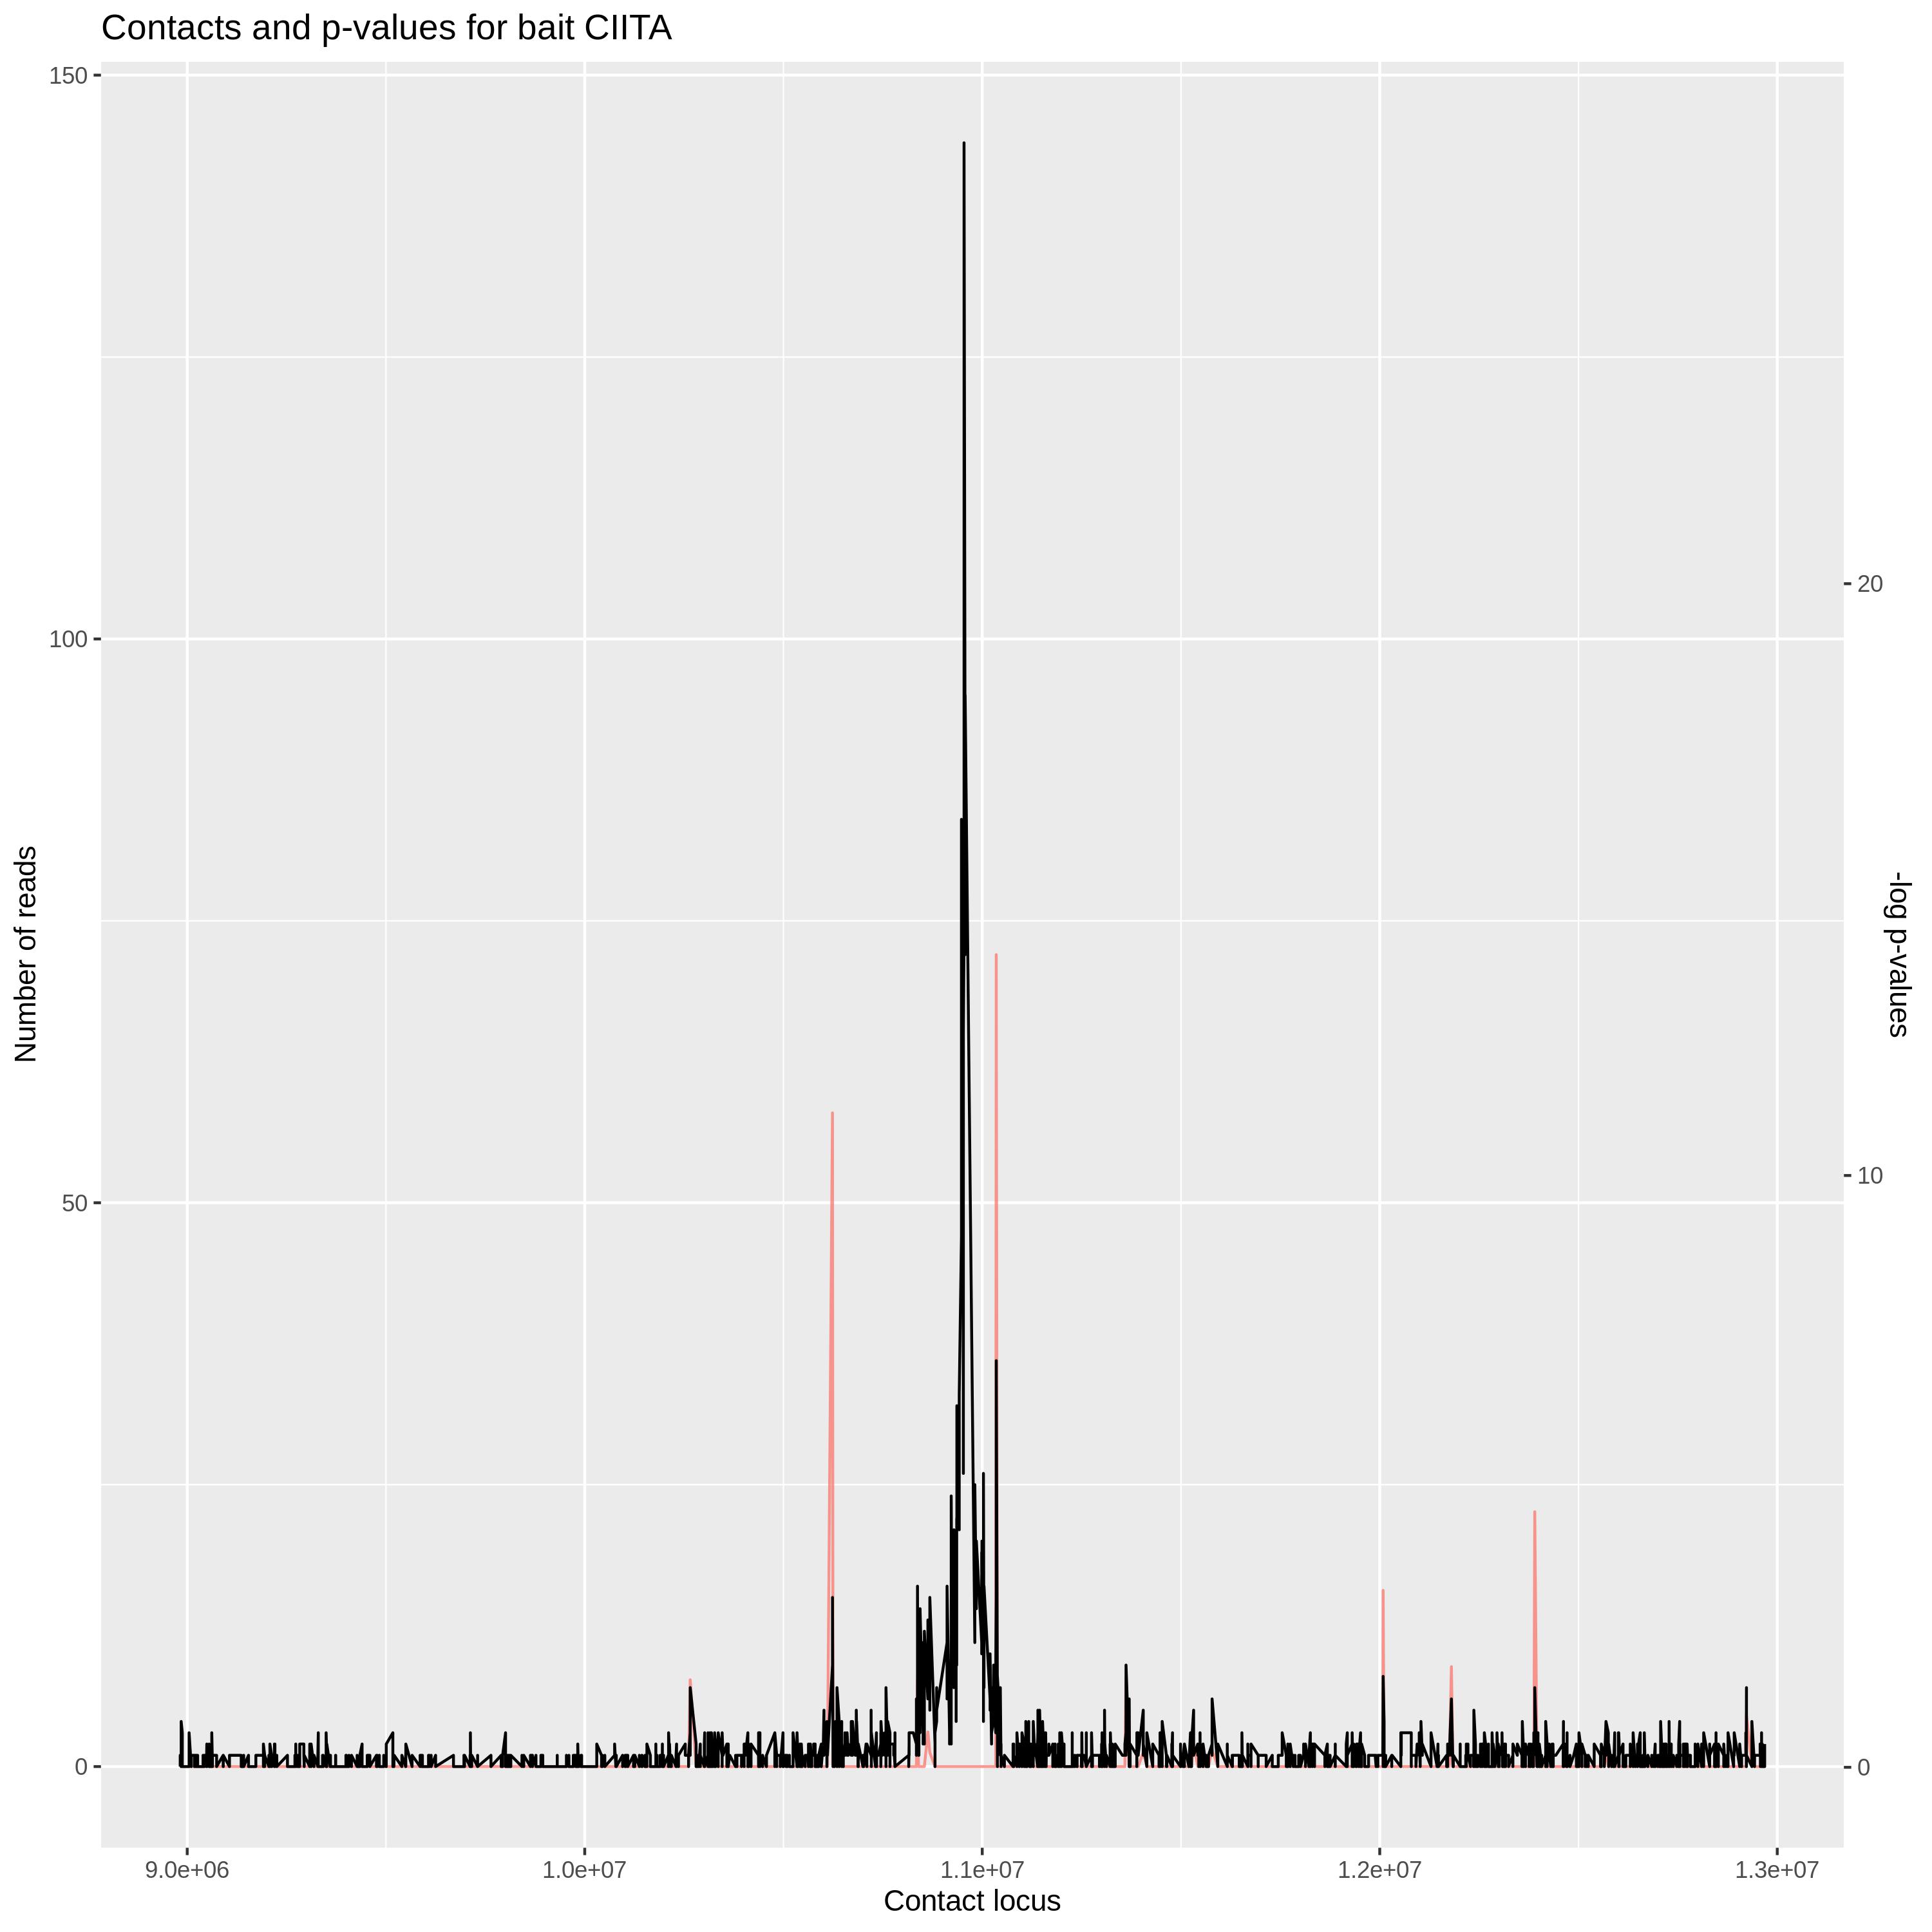 Contacts and p-values for bait CIITA
150
100
50
0
Number of reads
20
10
0
-log p-values
9.0e+06
1.0e+07
1.1e+07
1.2e+07
1.3e+07
Contact locus